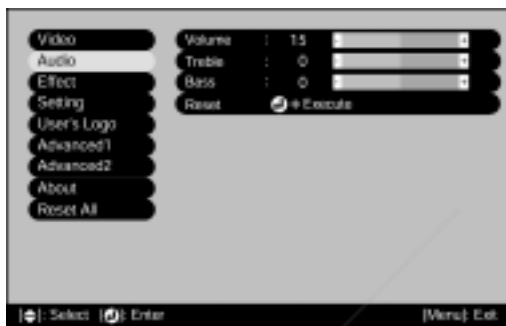 Video
Audio
Effect
Setting
User's Logo
Advanced1
Advanced2
About
Reset All
Volume : 15 - +
Treble : 0 - +
Bass : 0 - +
Reset : Execute
: Select : Enter [Menu]: Exit